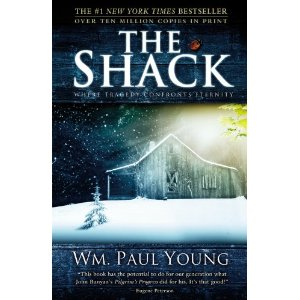 THE #1 NEW YORK TIMES BESTSELLER
OVER TEN MILLION COPIES IN PRINT
THE
SHACK
WHERE TRAGEDY CONFRONTS ETERNITY
WM. PAUL YOUNG
"This book has the potential to do for our generation what
John Bunyan's Pilgrim's Progress did for his. It's that good!"
Eugene Peterson